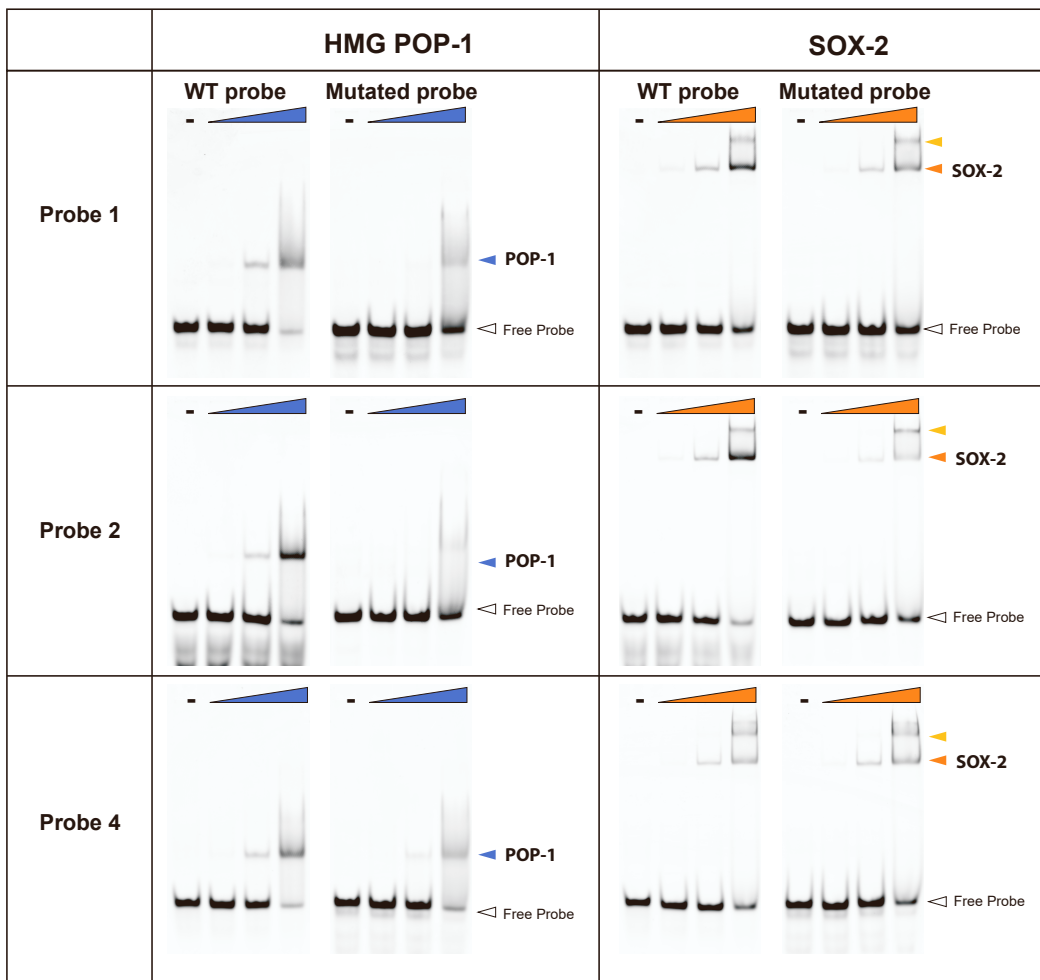 HMG POP-1
SOX-2
Probe 1
WT probe
Mutated probe
WT probe
Mutated probe
-
-
-
-
POP-1
Free Probe
SOX-2
Free Probe
Probe 2
-
-
-
-
POP-1
Free Probe
SOX-2
Free Probe
Probe 4
-
-
-
-
POP-1
Free Probe
SOX-2
Free Probe